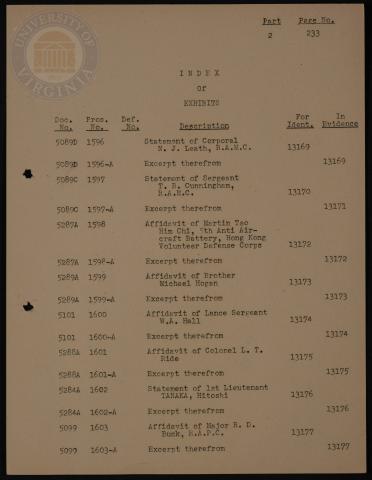 UNIVERSITY OF VIRGINIA
Part Page No.
2 233
INDEX
Of
EXHIBITS
Doc. Pros. Def. For In
No. No. No. Description Ident. Evidence
5089D 1596 Statement of Corporal
N. J. Leath, R.A.M.C. 13169
5089D 1596-A Excerpt therefrom 13169
5089C 1597 Statement of Sergeant
T. B. Cunningham,
R.A.M.C. 13170
5089C 1597-A Excerpt therefrom 13171
5287A 1598 Affidavit of Martin Tso
Him Chi, 5th Anti Air-
craft Battery, Hong Kong
Volunteer Defense Corps 13172
5287A 1598-A Excerpt therefrom 13172
5289A 1599 Affidavit of Brother
Michael Hogan 13173
5289A 1599-A Excerpt therefrom 13173
5101 1600 Affidavit of Lance Sergeant
W.A. Hall 13174
5101 1600-A Excerpt therefrom 13174
5288A 1601 Affidavit of Colonel L. T.
Ride 13175
5288A 1601-A Excerpt therefrom 13175
5284A 1602 Statement of 1st Lieutenant
TANAKA, Hitoshi 13176
5284A 1602-A Excerpt therefrom 13176
5099 1603 Affidavit of Major R. D.
Buck, R.A.P.C. 13177
5099 1603-A Excerpt therefrom 13177